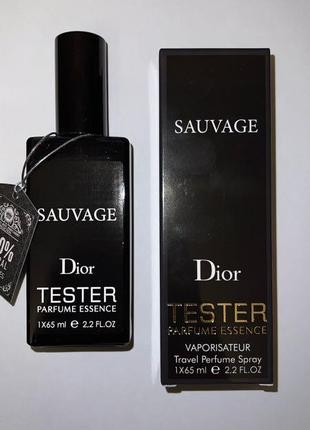 SAUVAGE
Dior
TESTER
PARFUME ESSENCE
1X65 ml e 2.2 FL.OZ
SAUVAGE
Dior
TESTER
PARFUME ESSENCE
VAPORISATEUR
Travel Perfume Spray
1X65 ml e 2.2 FL.OZ